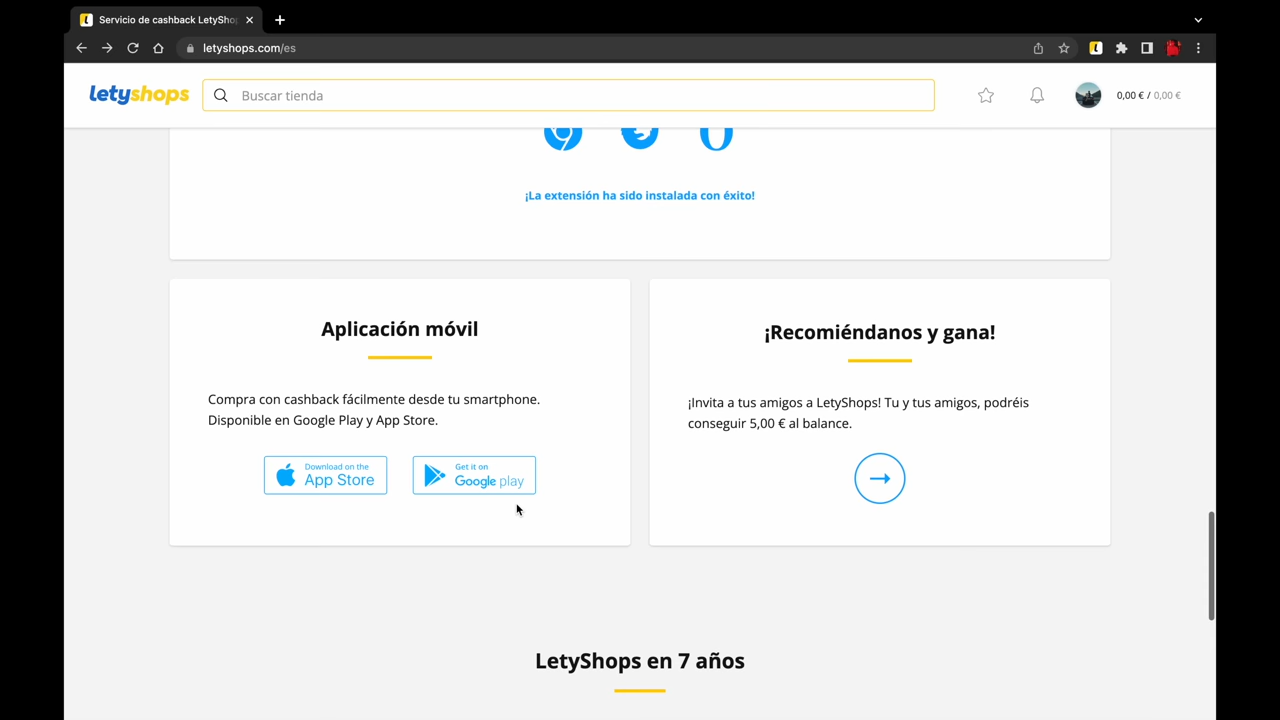 Servicio de cashback LetySho
letyshops.com/es
letyshops
Buscar tienda
0,00 € / 0,00 €
¡La extensión ha sido instalada con éxito!
Aplicación móvil
Compra con cashback fácilmente desde tu smartphone.
Disponible en Google Play y App Store.
Download on the
App Store
Get it on
Google play
¡Recomiéndanos y gana!
¡Invita a tus amigos a LetyShops! Tu y tus amigos, podréis
conseguir 5,00 € al balance.
LetyShops en 7 años